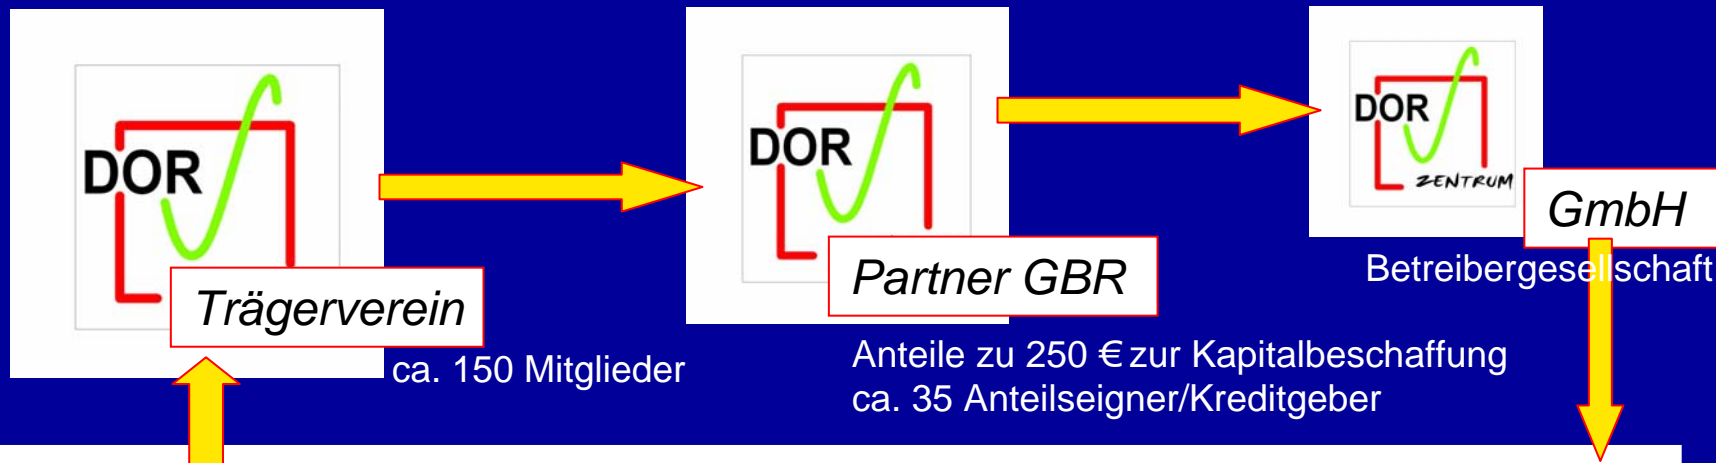 DOR
Trägerverein
ca. 150 Mitglieder
DOR
Partner GBR
Anteile zu 250 € zur Kapitalbeschaffung
ca. 35 Anteilseigner/Kreditgeber
DOR
ZENTRUM
GmbH
Betreibergesellschaft